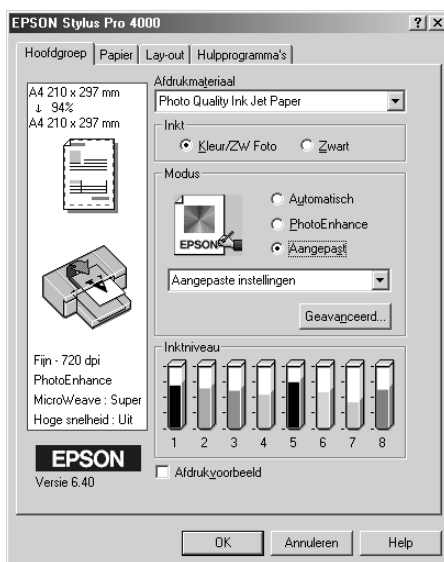 EPSON Stylus Pro 4000
Hoofdgroep Papier Lay-out Hulpprogramma's
A4 210 x 297 mm
↓ 94%
A4 210 x 297 mm
Fijn - 720 dpi
PhotoEnhance
MicroWeave : Super
Hoge snelheid : Uit
EPSON
Versie 6.40
Afdrukmateriaal
Photo Quality Ink Jet Paper
Inkt
Kleur/ZW Foto Zwart
Modus
EPSON
Automatisch
PhotoEnhance
Aangepast
Aangepaste instellingen
Geavanceerd...
Inktniveau
1 2 3 4 5 6 7 8
Afdrukvoorbeeld
OK Annuleren Help